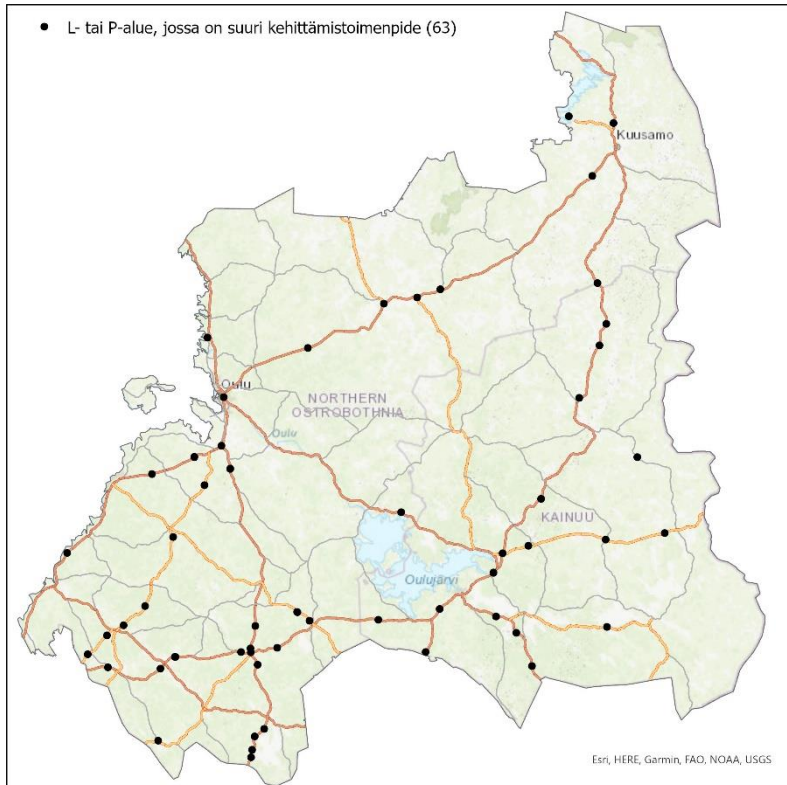 L- tai P-alue, jossa on suuri kehittämistoimenpide (63)
Kuusamo
Oulu
NORTHERN
OSTROBOTHNIA
Oulu
KAINUU
Oulujärvi
Esri, HERE, Garmin, FAO, NOAA, USGS